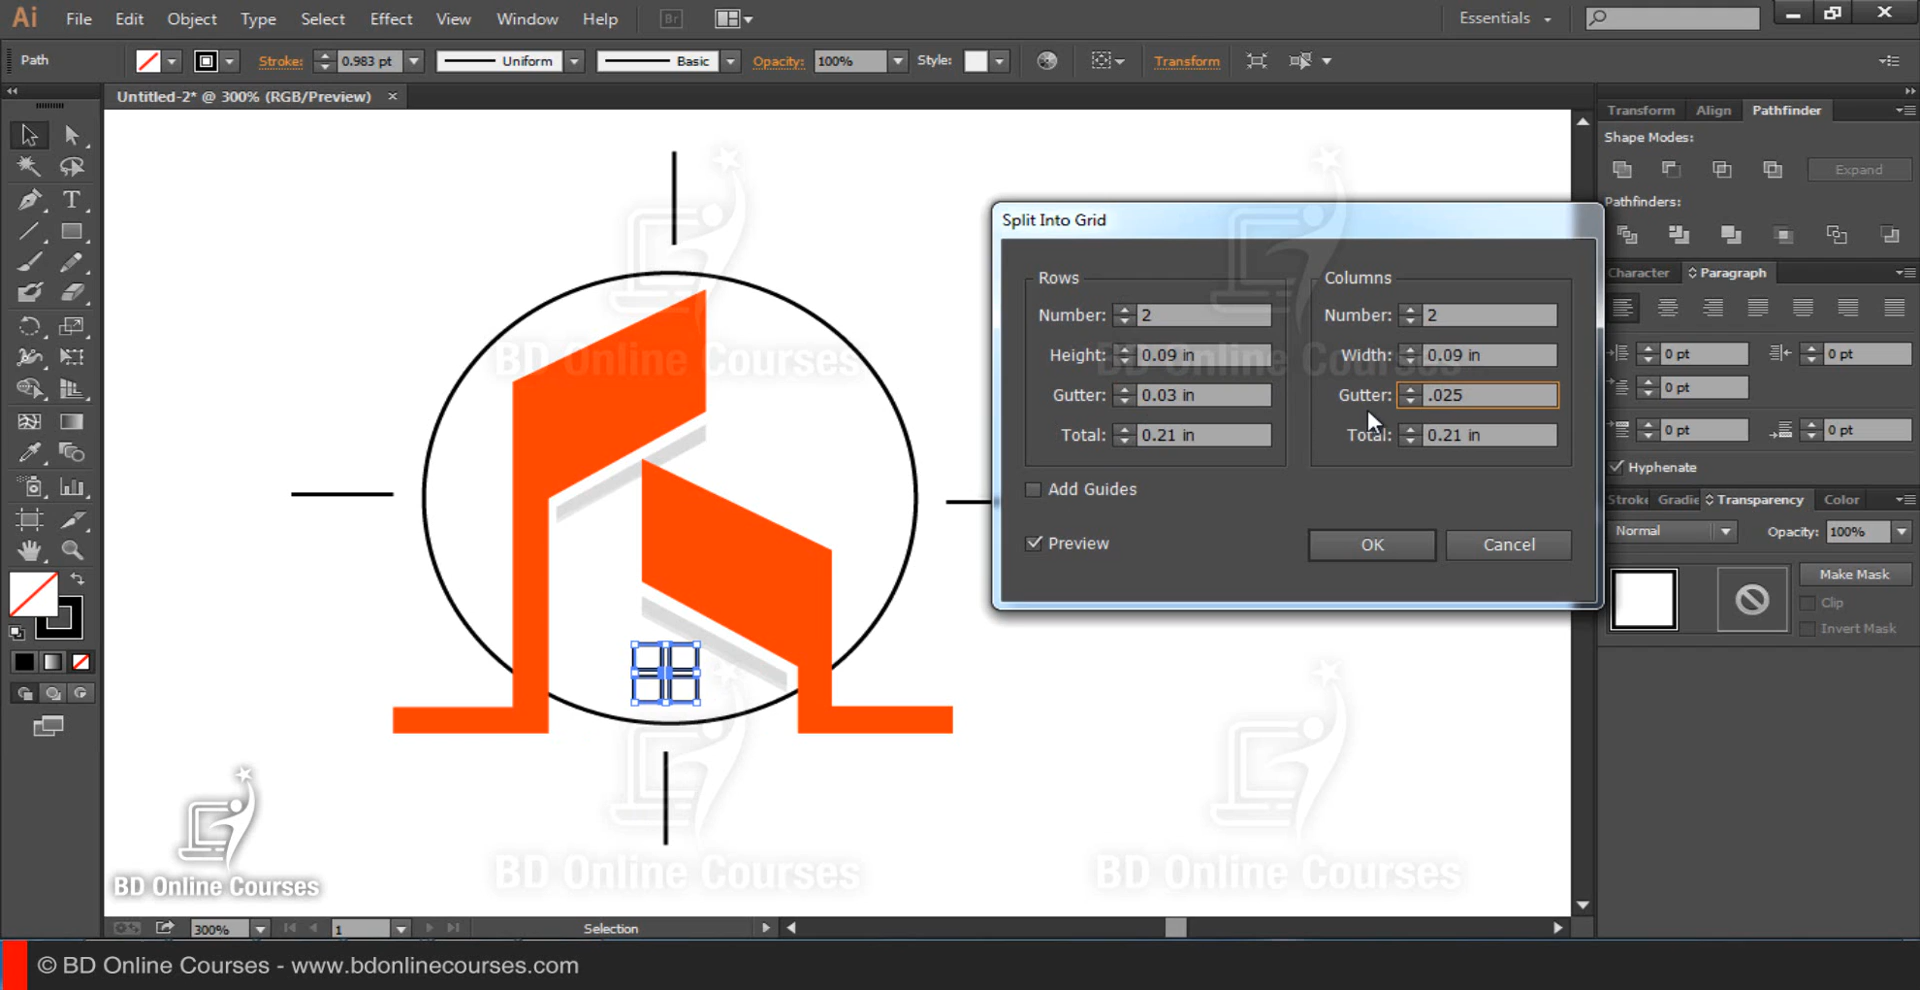 Ai File Edit Object Type Select Effect View Window Help Br Essentials
Path Stroke: 0.983 pt Uniform Basic Opacity: 100% Style: Transform
Untitled-2* @ 300% (RGB/Preview) ×
Transform Align Pathfinder
Shape Modes:
Expand
Pathfinders:
Split Into Grid
Rows
Columns
Number: 2
Number: 2
Height: 0.09 in
Width: 0.09 in
Gutter: 0.03 in
Gutter: .025
Total: 0.21 in
Total: 0.21 in
Add Guides
Preview
OK
Cancel
Character Paragraph
0 pt 0 pt
0 pt
0 pt 0 pt
Hyphenate
Stroke Gradie Transparency Color
Normal Opacity: 100%
Make Mask
Clip
Invert Mask
T
BD Online Courses
BD Online Courses
BD Online Courses
BD Online Courses
BD Online Courses
300% 1 Selection
© BD Online Courses - www.bdonlinecourses.com